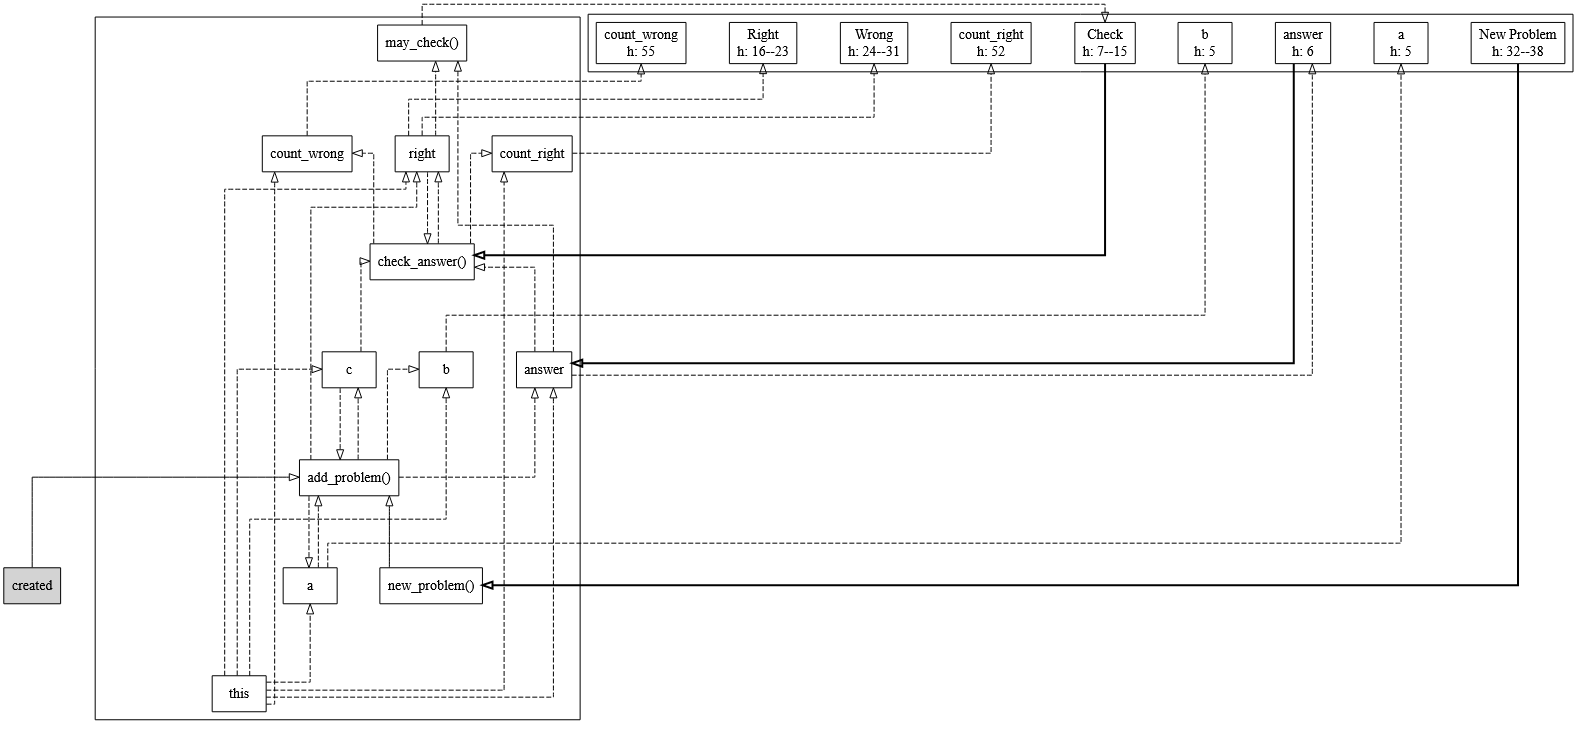 may_check()
count_wrong
h: 55
Right
h: 16--23
Wrong
h: 24--31
count_right
h: 52
Check
h: 7--15
b
h: 5
answer
h: 6
a
h: 5
New Problem
h: 32--38
count_wrong
right
count_right
check_answer()
c
b
answer
add_problem()
created
a
new_problem()
this